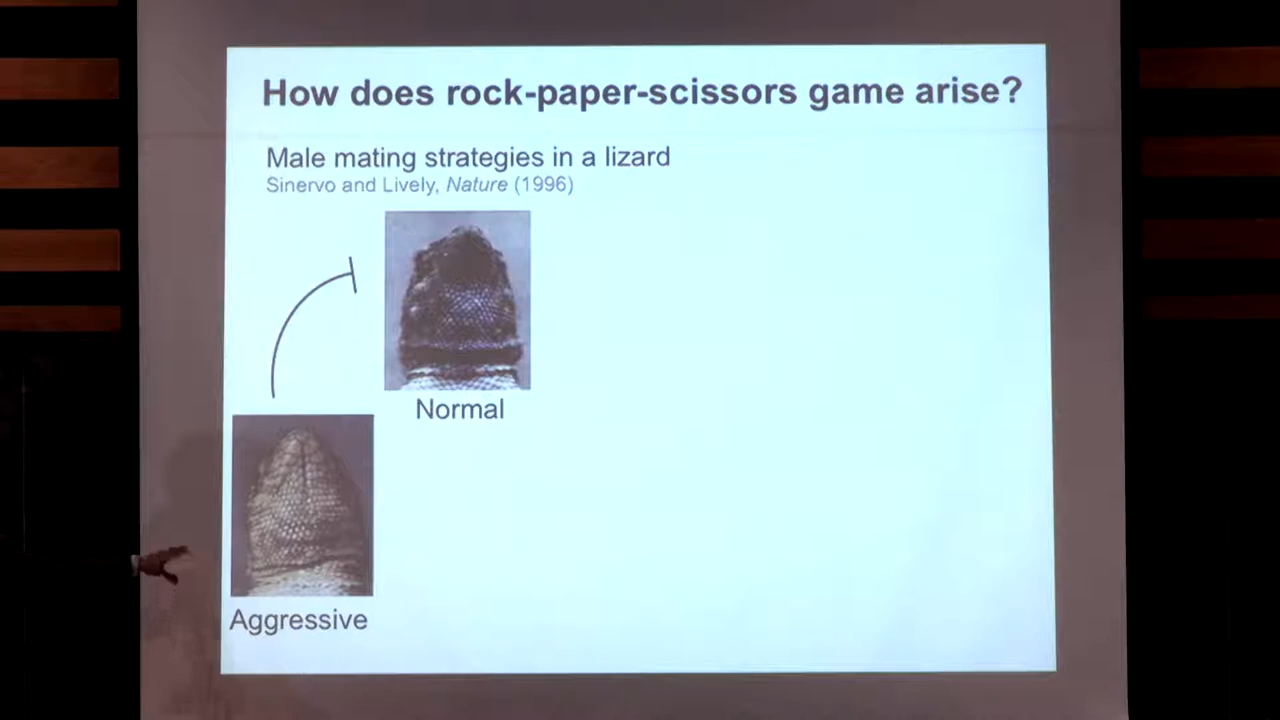 How does rock-paper-scissors game arise?
Male mating strategies in a lizard
Sinervo and Lively, Nature (1996)
Normal
Aggressive